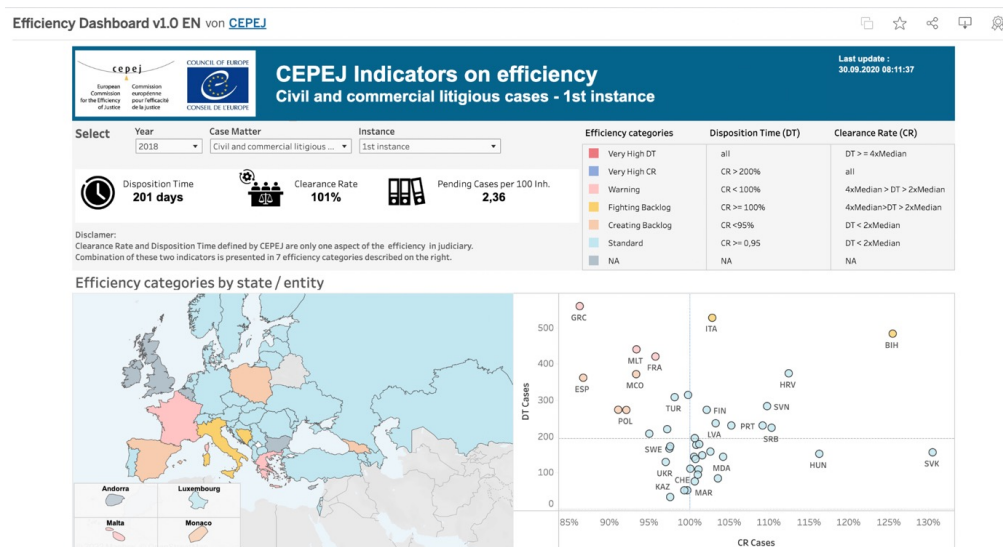 Efficiency Dashboard v1.0 EN von CEPEJ
cepej
European Commission for the Efficiency of Justice
Commission européenne pour l'efficacité de la justice
COUNCIL OF EUROPE
CONSEIL DE L'EUROPE
CEPEJ Indicators on efficiency
Civil and commercial litigious cases - 1st instance
Last update :
30.09.2020 08:11:37
Select
Year
2018
Case Matter
Civil and commercial litigious ...
Instance
1st instance
Disposition Time
201 days
Clearance Rate
101%
Pending Cases per 100 Inh.
2,36
Disclamer:
Clearance Rate and Disposition Time defined by CEPEJ are only one aspect of the efficiency in judiciary.
Combination of these two indicators is presented in 7 efficiency categories described on the right.
Efficiency categories Disposition Time (DT) Clearance Rate (CR)
Very High DT all DT > = 4xMedian
Very High CR CR > 200% all
Warning CR < 100% 4xMedian > DT > 2xMedian
Fighting Backlog CR >= 100% 4xMedian>DT > 2xMedian
Creating Backlog CR <95% DT < 2xMedian
Standard CR >= 0,95 DT < 2xMedian
NA NA NA
Efficiency categories by state / entity
Andorra
Luxembourg
Malta
Monaco
DT Cases
500
400
300
200
100
0
GRC
ITA
BIH
MLT
FRA
ESP
MCO
HRV
TUR
POL
FIN
SVN
LVA
PRT
SRB
SWE
UKR
MDA
HUN
SVK
CHE
KAZ
MAR
85% 90% 95% 100% 105% 110% 115% 120% 125% 130%
CR Cases